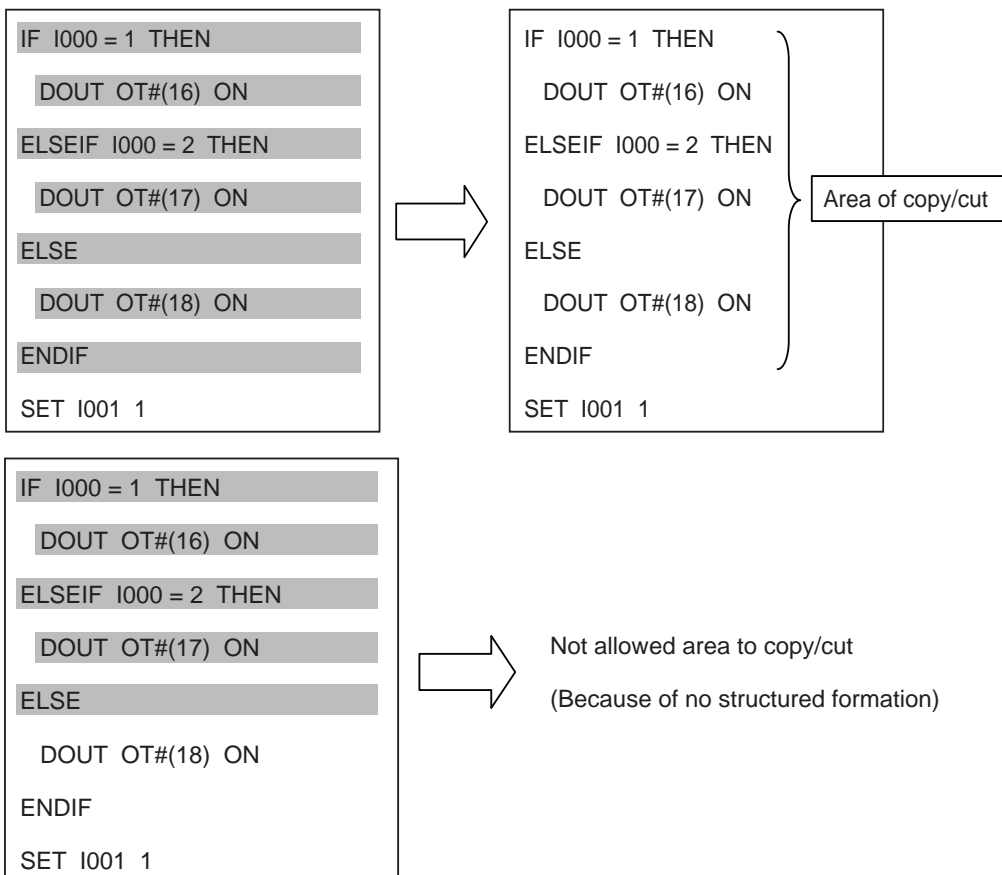 IF I000 = 1 THEN
DOUT OT#(16) ON
ELSEIF I000 = 2 THEN
DOUT OT#(17) ON
ELSE
DOUT OT#(18) ON
ENDIF
SET I001 1
IF I000 = 1 THEN
DOUT OT#(16) ON
ELSEIF I000 = 2 THEN
DOUT OT#(17) ON
ELSE
DOUT OT#(18) ON
ENDIF
SET I001 1
Area of copy/cut
IF I000 = 1 THEN
DOUT OT#(16) ON
ELSEIF I000 = 2 THEN
DOUT OT#(17) ON
ELSE
DOUT OT#(18) ON
ENDIF
SET I001 1
Not allowed area to copy/cut
(Because of no structured formation)